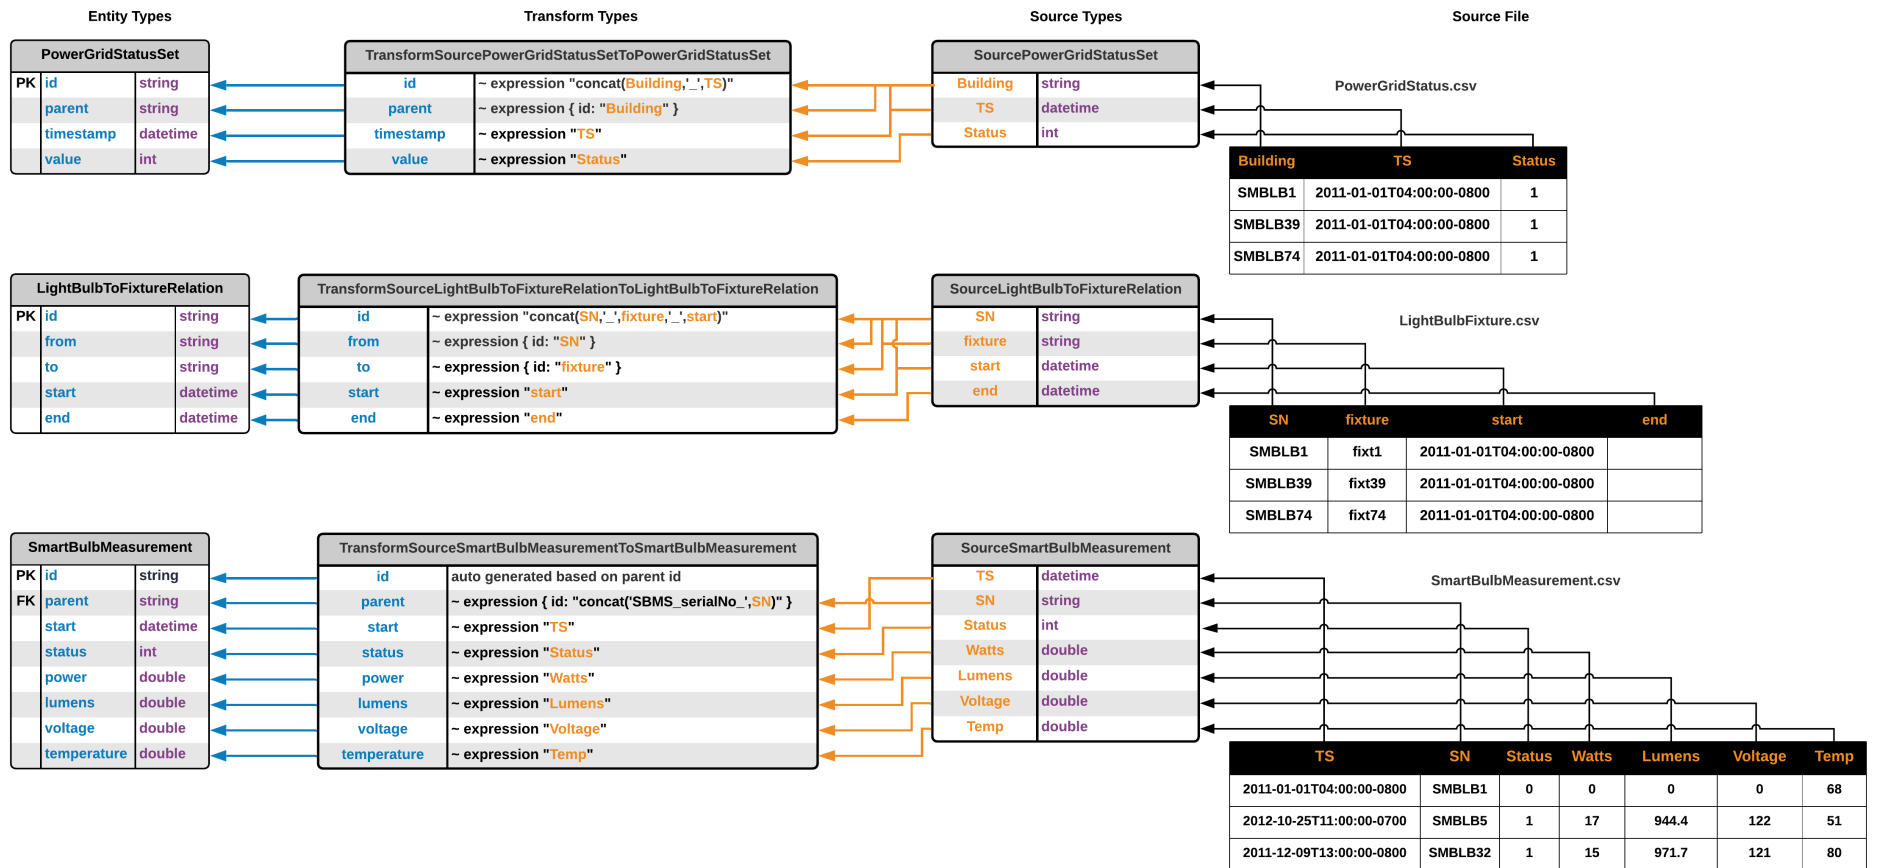 Entity Types Transform Types Source Types Source File
PowerGridStatusSet TransformSourcePowerGridStatusSetToPowerGridStatusSet SourcePowerGridStatusSet
PK id string id ~ expression "concat(Building,'_',TS)" Building string PowerGridStatus.csv
parent string parent ~ expression { id: "Building" } TS datetime
timestamp datetime timestamp ~ expression "TS" Status int
value int value ~ expression "Status"
Building TS Status
SMBLB1 2011-01-01T04:00:00-0800 1
SMBLB39 2011-01-01T04:00:00-0800 1
SMBLB74 2011-01-01T04:00:00-0800 1
LightBulbToFixtureRelation TransformSourceLightBulbToFixtureRelationToLightBulbToFixtureRelation SourceLightBulbToFixtureRelation
PK id string id ~ expression "concat(SN,'_',fixture,'_',start)" SN string LightBulbFixture.csv
from string from ~ expression { id: "SN" } fixture string
to string to ~ expression { id: "fixture" } start datetime
start datetime start ~ expression "start" end datetime
end datetime end ~ expression "end"
SN fixture start end
SMBLB1 fixt1 2011-01-01T04:00:00-0800
SMBLB39 fixt39 2011-01-01T04:00:00-0800
SMBLB74 fixt74 2011-01-01T04:00:00-0800
SmartBulbMeasurement TransformSourceSmartBulbMeasurementToSmartBulbMeasurement SourceSmartBulbMeasurement
PK id string id auto generated based on parent id TS datetime SmartBulbMeasurement.csv
FK parent string parent ~ expression { id: "concat('SBMS_serialNo_',SN)" } SN string
start datetime start ~ expression "TS" Status int
status int status ~ expression "Status" Watts double
power double power ~ expression "Watts" Lumens double
lumens double lumens ~ expression "Lumens" Voltage double
voltage double voltage ~ expression "Voltage" Temp double
temperature double temperature ~ expression "Temp"
TS SN Status Watts Lumens Voltage Temp
2011-01-01T04:00:00-0800 SMBLB1 0 0 0 0 68
2012-10-25T11:00:00-0700 SMBLB5 1 17 944.4 122 51
2011-12-09T13:00:00-0800 SMBLB32 1 15 971.7 121 80